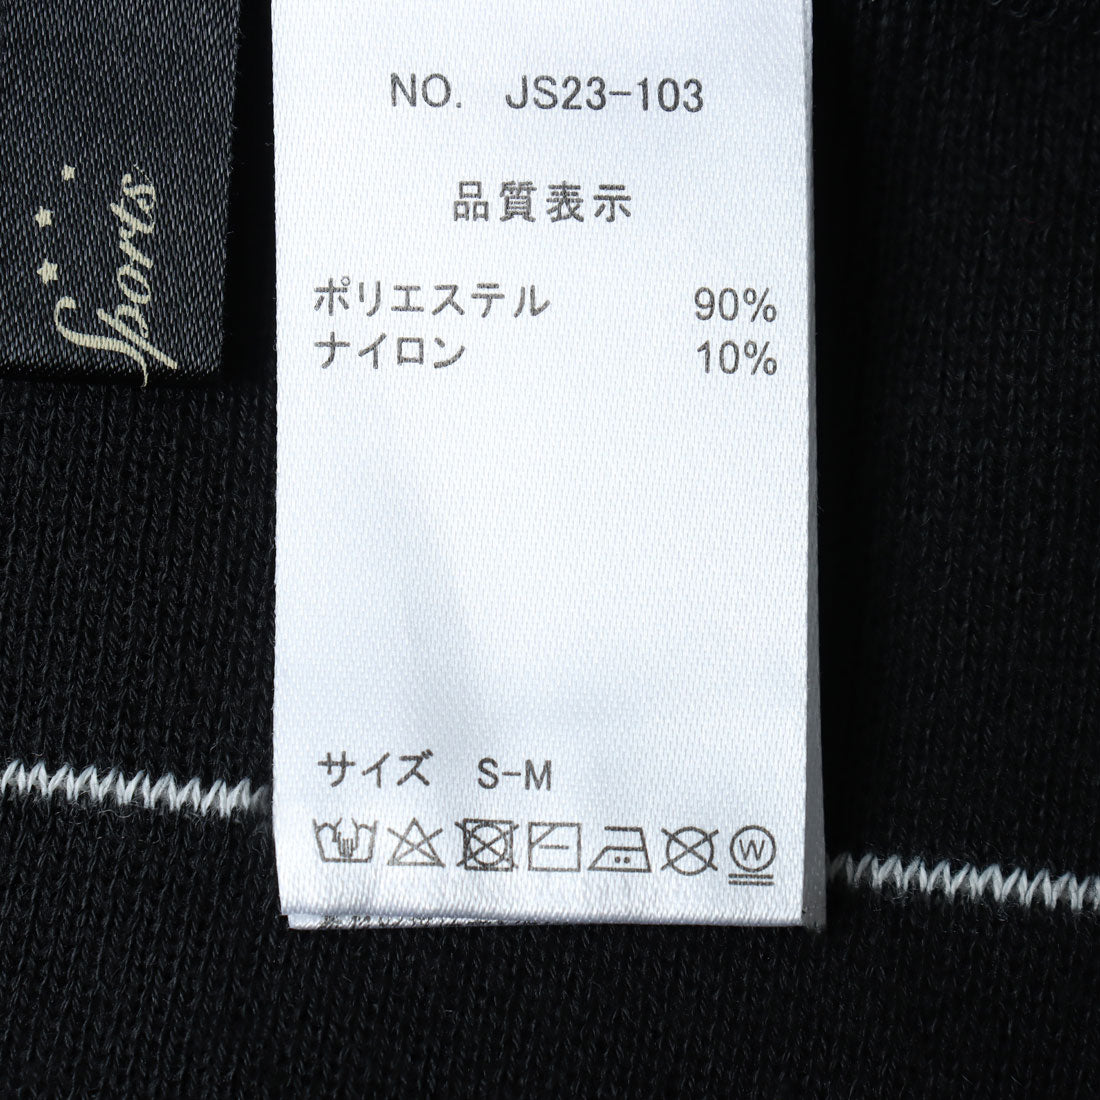 Sports
NO. JS23-103
品質表示
ポリエステル 90%
ナイロン 10%
サイズ S-M
W